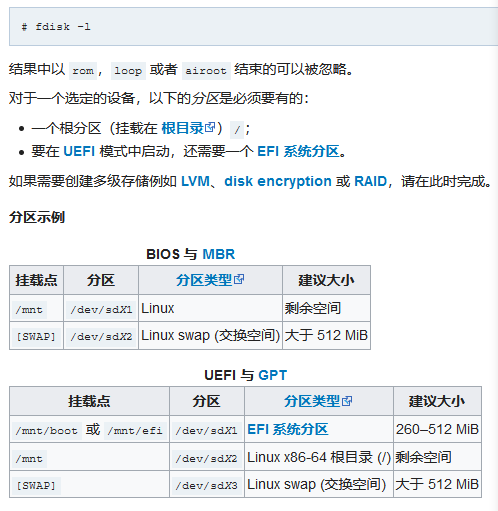 # fdisk -l
结果中以 rom，loop 或者 airoot 结束的可以被忽略。
对于一个选定的设备，以下的分区是必须要有的：
一个根分区（挂载在 根目录）/；
要在 UEFI 模式中启动，还需要一个 EFI 系统分区。
如果需要创建多级存储例如 LVM、disk encryption 或 RAID，请在此时完成。
分区示例
BIOS 与 MBR
挂载点 分区 分区类型 建议大小
/mnt /dev/sdX1 Linux 剩余空间
[SWAP] /dev/sdX2 Linux swap (交换空间) 大于 512 MiB
UEFI 与 GPT
挂载点 分区 分区类型 建议大小
/mnt/boot 或 /mnt/efi /dev/sdX1 EFI 系统分区 260–512 MiB
/mnt /dev/sdX2 Linux x86-64 根目录 (/) 剩余空间
[SWAP] /dev/sdX3 Linux swap (交换空间) 大于 512 MiB